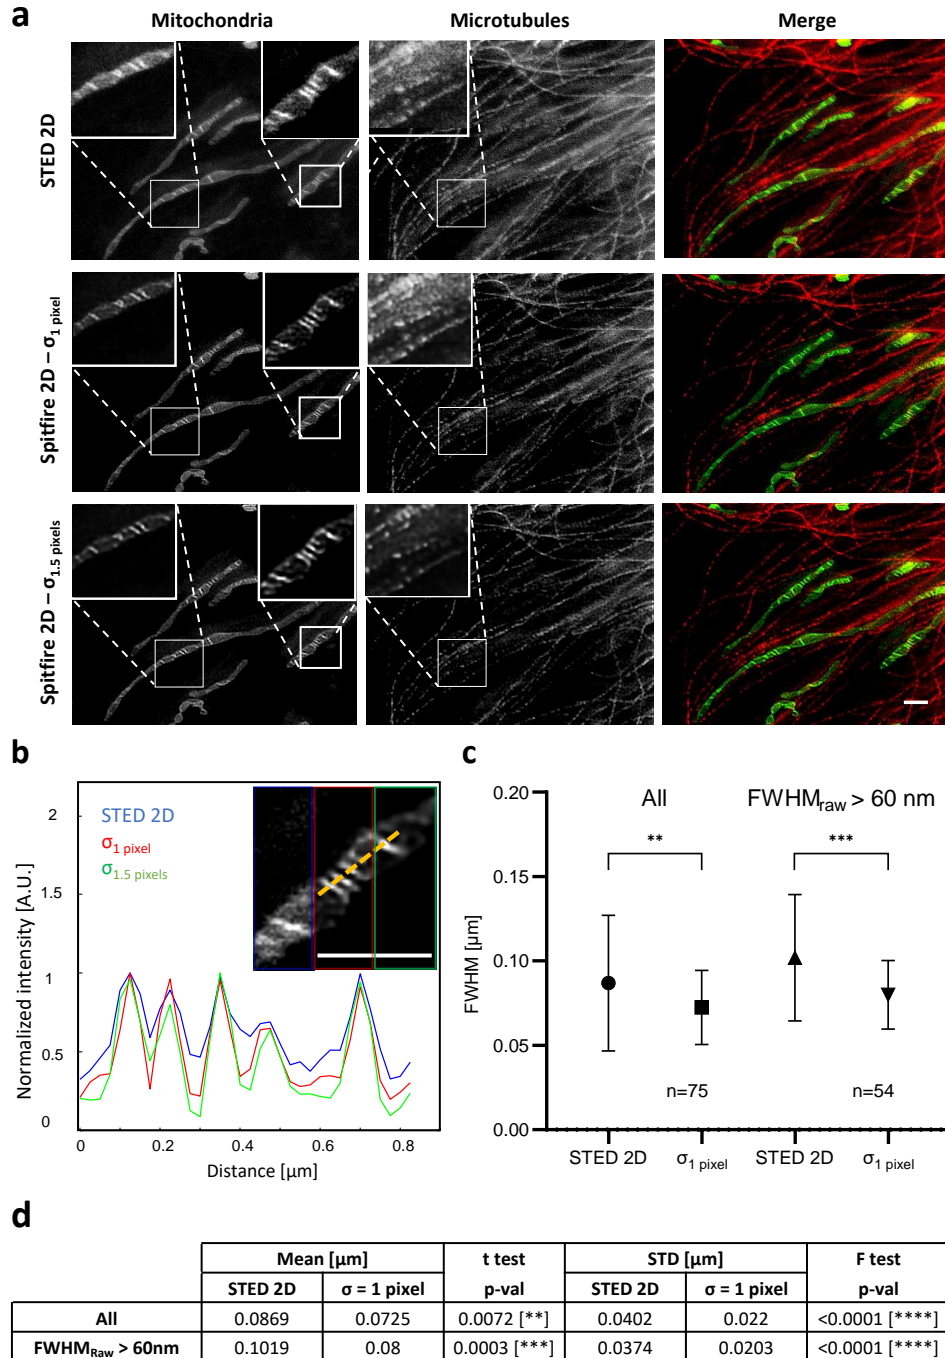 a
Mitochondria Microtubules Merge
STED 2D
Spitfire 2D – σ1 pixel
Spitfire 2D – σ1.5 pixels
b
STED 2D
σ1 pixel
σ1.5 pixels
Normalized intensity [A.U.]
2
1.5
1
0.5
0
0 0.2 0.4 0.6 0.8
Distance [µm]
c
0.20
0.15
0.10
0.05
0.00
FWHM [µm]
All FWHMraw > 60 nm
** ***
n=75 n=54
STED 2D σ1 pixel STED 2D σ1 pixel
d
Mean [µm] t test STD [µm] F test
STED 2D σ = 1 pixel p-val STED 2D σ = 1 pixel p-val
All 0.0869 0.0725 0.0072 [**] 0.0402 0.022 <0.0001 [****]
FWHMRaw > 60nm 0.1019 0.08 0.0003 [***] 0.0374 0.0203 <0.0001 [****]